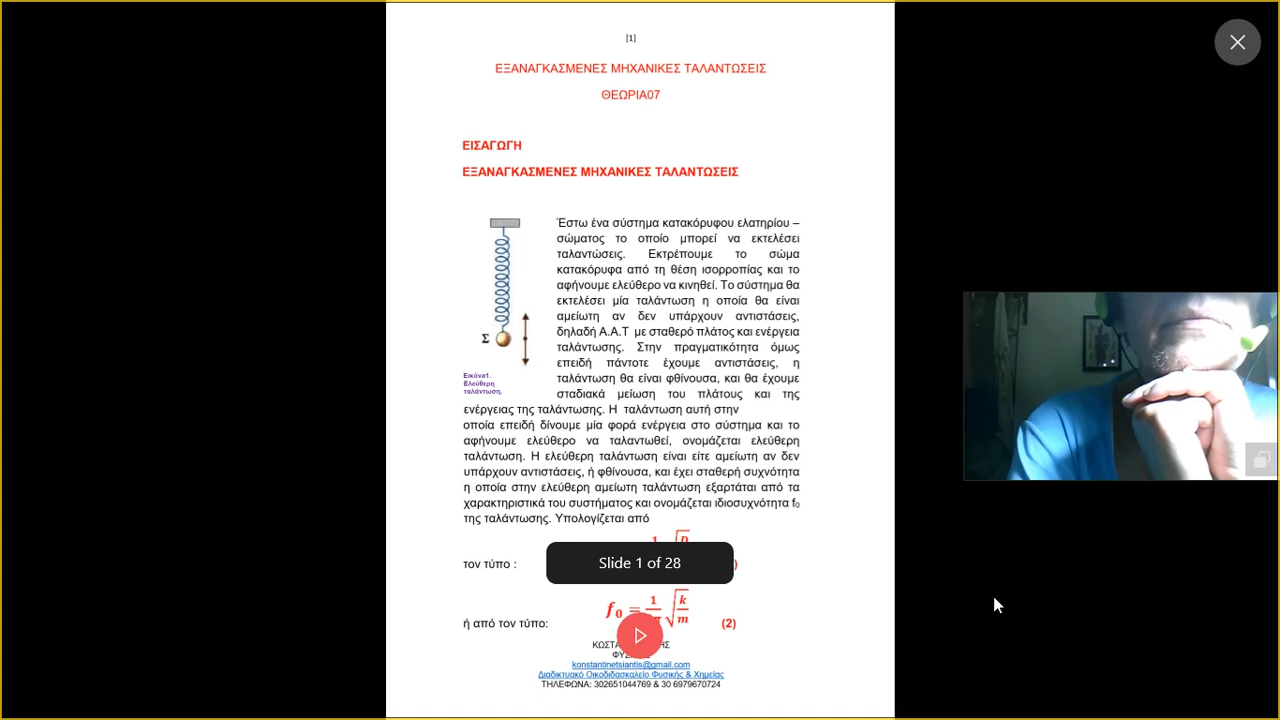 [1]
ΕΞΑΝΑΓΚΑΣΜΕΝΕΣ ΜΗΧΑΝΙΚΕΣ ΤΑΛΑΝΤΩΣΕΙΣ
ΘΕΩΡΙΑ07
ΕΙΣΑΓΩΓΗ
ΕΞΑΝΑΓΚΑΣΜΕΝΕΣ ΜΗΧΑΝΙΚΕΣ ΤΑΛΑΝΤΩΣΕΙΣ
Έστω ένα σύστημα κατακόρυφου ελατηρίου –
σώματος το οποίο μπορεί να εκτελέσει
ταλαντώσεις. Εκτρέπουμε το σώμα
κατακόρυφα από τη θέση ισορροπίας και το
αφήνουμε ελεύθερο να κινηθεί. Το σύστημα θα
εκτελέσει μία ταλάντωση η οποία θα είναι
αμείωτη αν δεν υπάρχουν αντιστάσεις,
δηλαδή Α.Α.Τ με σταθερό πλάτος και ενέργεια
ταλάντωσης. Στην πραγματικότητα όμως
επειδή πάντοτε έχουμε αντιστάσεις, η
ταλάντωση θα είναι φθίνουσα, και θα έχουμε
σταδιακά μείωση του πλάτους και της
Σ
Εικόνα1.
Ελεύθερη
ταλάντωση.
ενέργειας της ταλάντωσης. Η ταλάντωση αυτή στην
οποία επειδή δίνουμε μία φορά ενέργεια στο σύστημα και το
αφήνουμε ελεύθερο να ταλαντωθεί, ονομάζεται ελεύθερη
ταλάντωση. Η ελεύθερη ταλάντωση είναι είτε αμείωτη αν δεν
υπάρχουν αντιστάσεις, ή φθίνουσα, και έχει σταθερή συχνότητα
η οποία στην ελεύθερη αμείωτη ταλάντωση εξαρτάται από τα
χαρακτηριστικά του συστήματος και ονομάζεται ιδιοσυχνότητα f₀
της ταλάντωσης. Υπολογίζεται από
τον τύπο :
Slide 1 of 28
ή από τον τύπο: f₀ = 1 √k/m (2)
konstantinetsiantis@gmail.com
Διαδικτυακό Οικοδιδασκαλείο Φυσικής & Χημείας
ΤΗΛΕΦΩΝΑ: 302651044769 & 30 6979670724